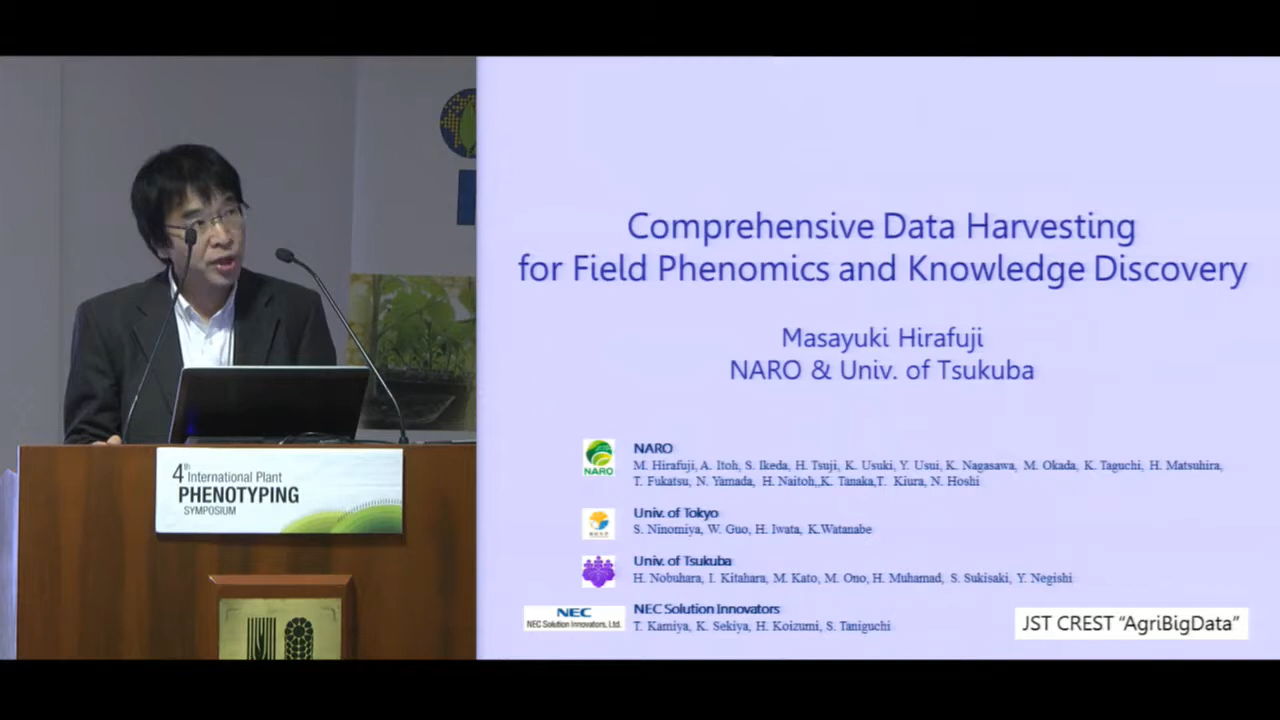 4th International Plant
PHENOTYPING
SYMPOSIUM
Comprehensive Data Harvesting
for Field Phenomics and Knowledge Discovery
Masayuki Hirafuji
NARO & Univ. of Tsukuba
NARO
NARO
M. Hirafuji, A. Itoh, S. Ikeda, H. Tsuji, K. Usuki, Y. Usui, K. Nagasawa, M. Okada, K. Taguchi, H. Matsuhira,
T. Fukatsu, N. Yamada, H. Naitoh,,K. Tanaka,T. Kiura, N. Hoshi
Univ. of Tokyo
S. Ninomiya, W. Guo, H. Iwata, K.Watanabe
Univ. of Tsukuba
H. Nobuhara, I. Kitahara, M. Kato, M. Ono, H. Muhamad, S. Sukisaki, Y. Negishi
NEC
NEC Solution Innovators, Ltd.
NEC Solution Innovators
T. Kamiya, K. Sekiya, H. Koizumi, S. Taniguchi
JST CREST “AgriBigData”